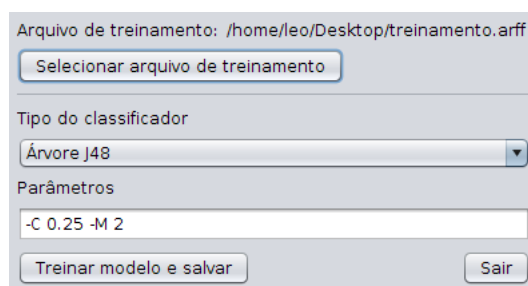 Arquivo de treinamento: /home/leo/Desktop/treinamento.arff
Selecionar arquivo de treinamento
Tipo do classificador
Árvore J48
Parâmetros
-C 0.25 -M 2
Treinar modelo e salvar Sair